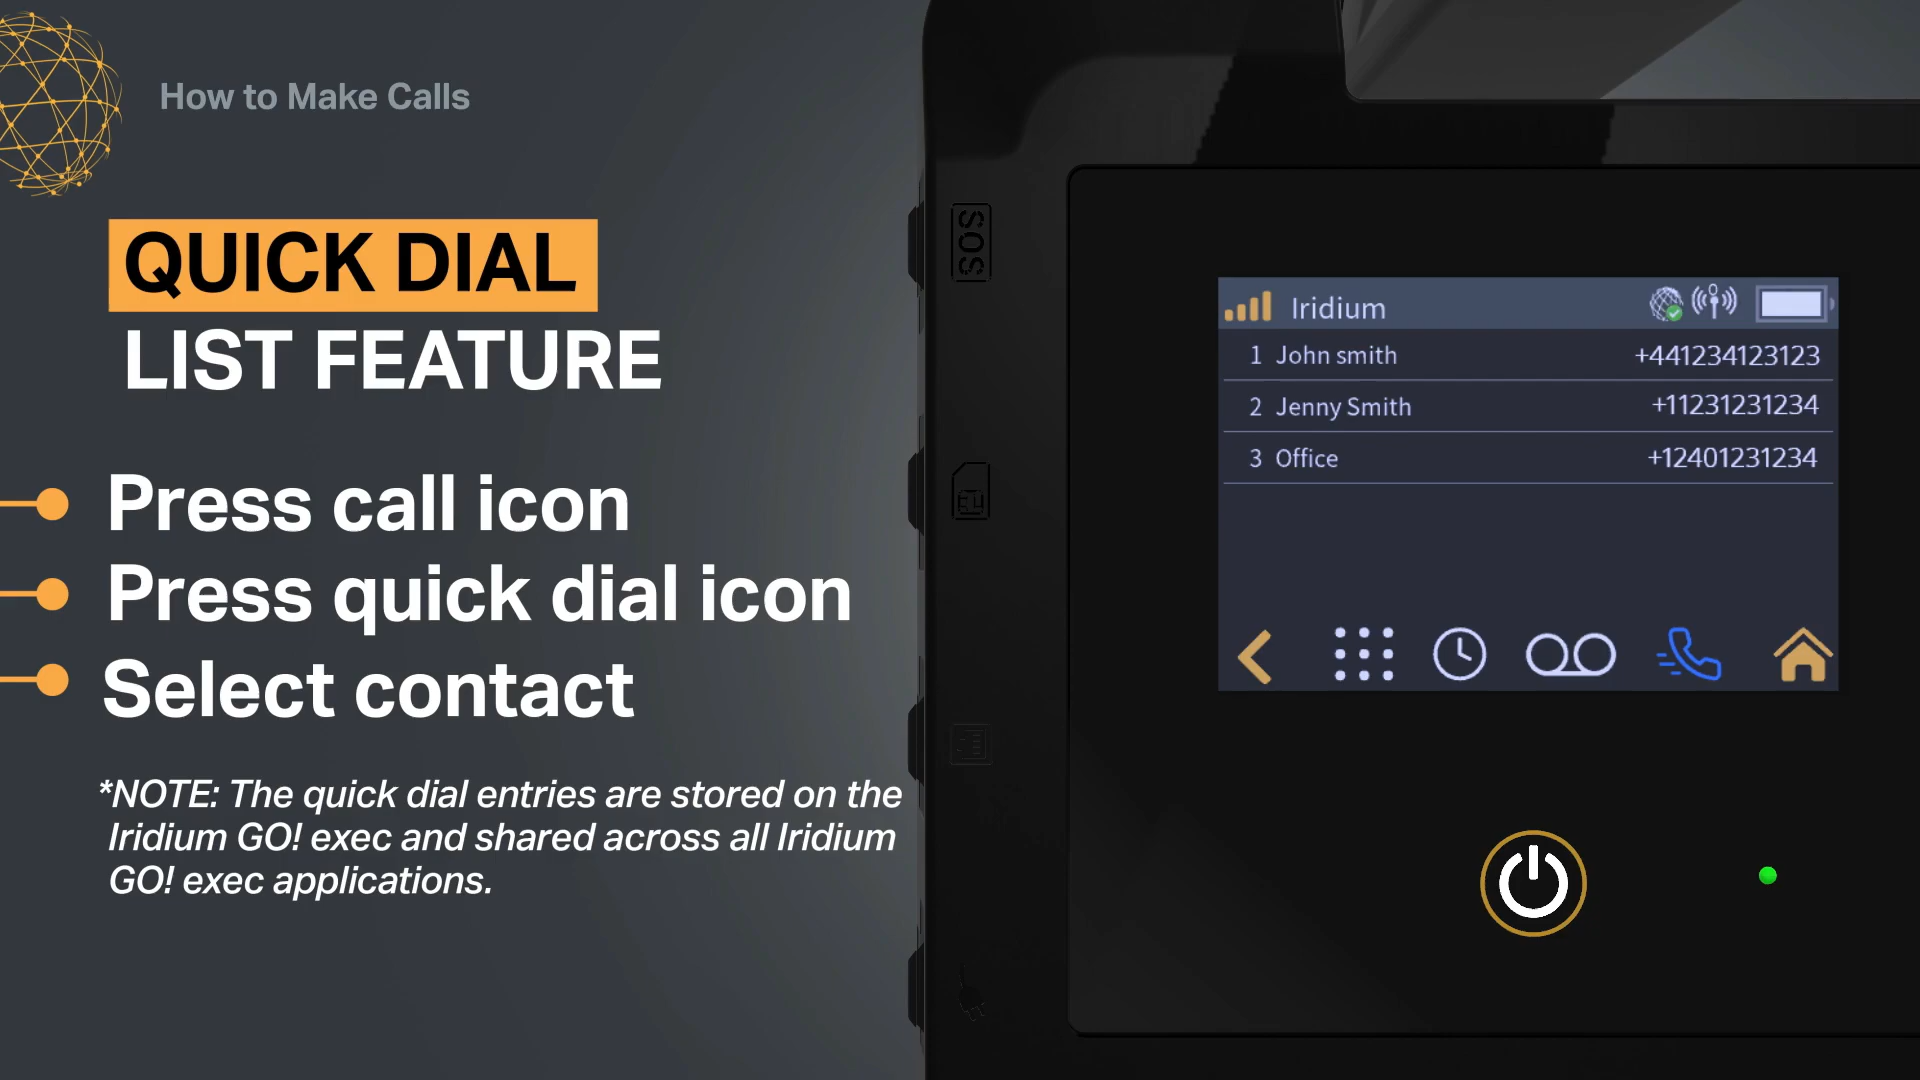 How to Make Calls
QUICK DIAL
LIST FEATURE
Press call icon
Press quick dial icon
Select contact
*NOTE: The quick dial entries are stored on the
Iridium GO! exec and shared across all Iridium
GO! exec applications.
SOS
Iridium
1 John smith +441234123123
2 Jenny Smith +11231231234
3 Office +12401231234